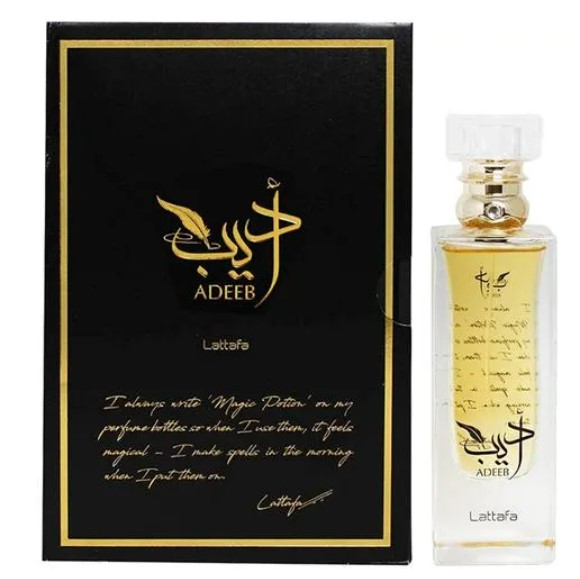 أديب
ADEEB
Lattafa
I always write 'Magic Potion' on my
perfume bottles so when I use them, it feels
magical – I make spells in the morning
when I put them on.
Lattafa
أديب
ADEEB
Lattafa